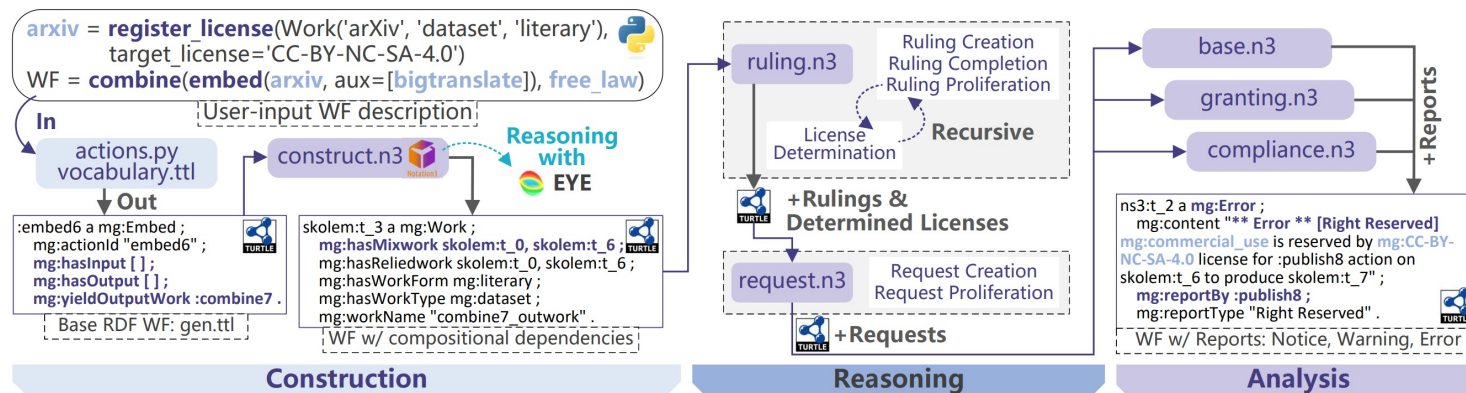 arxiv = register_license(Work('arXiv', 'dataset', 'literary'),
target_license='CC-BY-NC-SA-4.0')
WF = combine(embed(arxiv, aux=[bigtranslate]), free_law)
User-input WF description
In
actions.py
vocabulary.ttl
Out
:embed6 a mg:Embed ;
mg:actionId "embed6" ;
mg:hasInput [ ] ;
mg:hasOutput [ ] ;
mg:yieldOutputWork :combine7 .
TURTLE
Base RDF WF: gen.ttl
construct.n3
Notation3
Reasoning
with
EYE
skolem:t_3 a mg:Work ;
mg:hasMixwork skolem:t_0, skolem:t_6 ;
mg:hasReliedwork skolem:t_0, skolem:t_6 ;
mg:hasWorkForm mg:literary ;
mg:hasWorkType mg:dataset ;
mg:workName "combine7_outwork" .
TURTLE
WF w/ compositional dependencies
Construction
ruling.n3
Ruling Creation
Ruling Completion
Ruling Proliferation
License
Determination
Recursive
TURTLE
+Rulings &
Determined Licenses
request.n3
Request Creation
Request Proliferation
TURTLE
+Requests
Reasoning
base.n3
granting.n3
compliance.n3
+Reports
TURTLE
ns3:t_2 a mg:Error ;
mg:content "** Error ** [Right Reserved]
mg:commercial_use is reserved by mg:CC-BY-
NC-SA-4.0 license for :publish8 action on
skolem:t_6 to produce skolem:t_7" ;
mg:reportBy :publish8 ;
mg:reportType "Right Reserved" .
TURTLE
WF w/ Reports: Notice, Warning, Error
Analysis